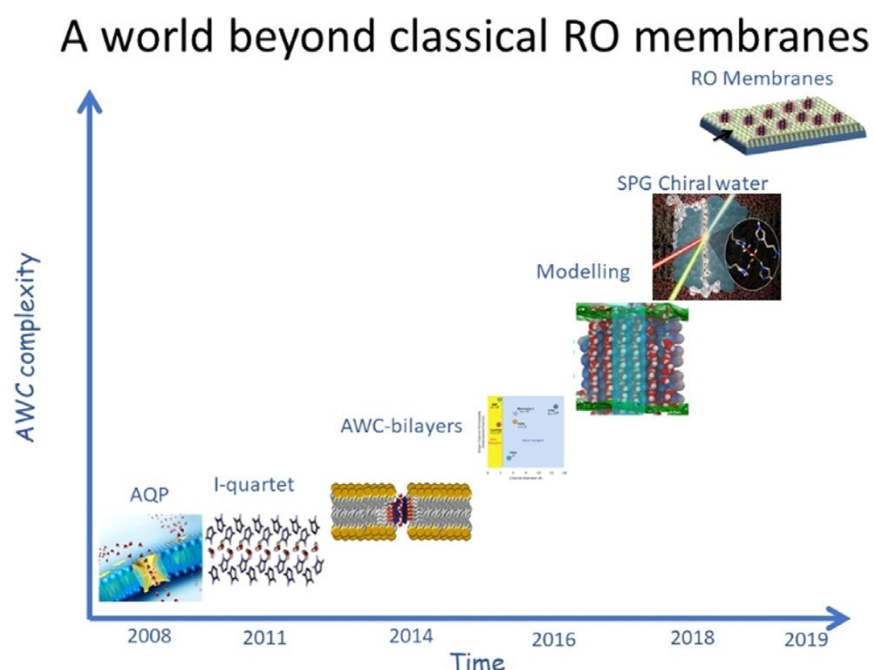 A world beyond classical RO membranes
RO Membranes
SPG Chiral water
Modelling
AWC-bilayers
I-quartet
AQP
AWC complexity
2008
2011
2014
2016
2018
2019
Time